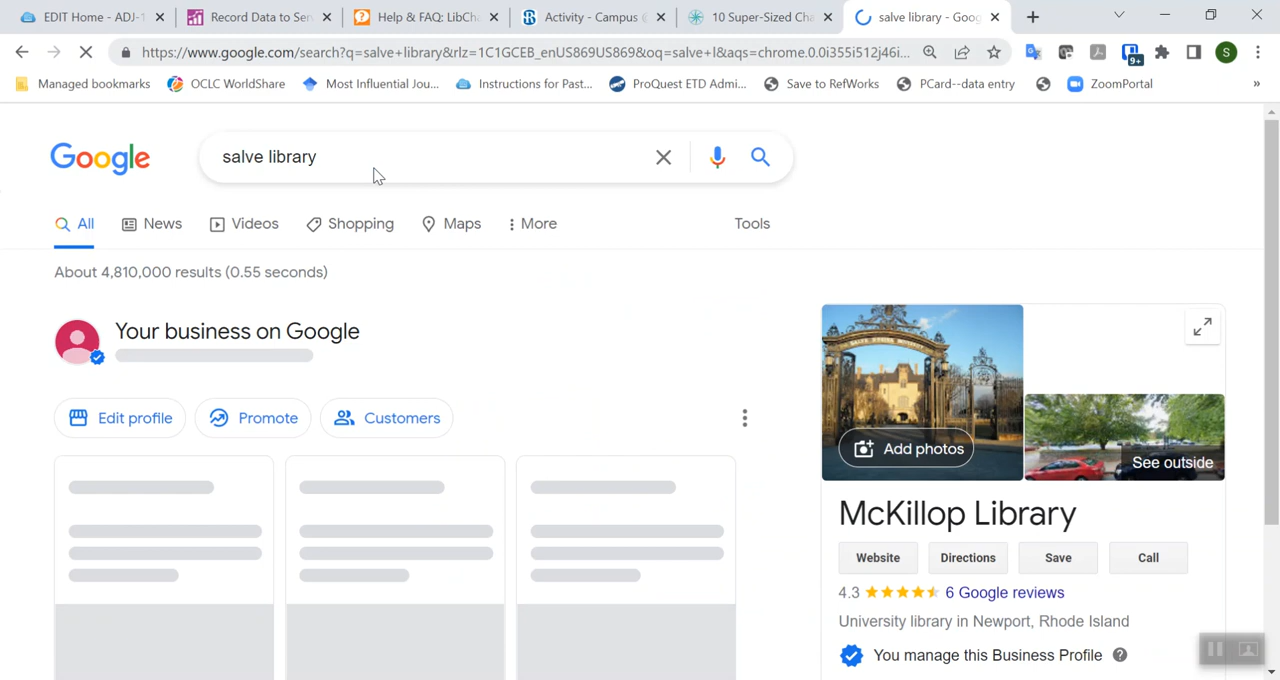 EDIT Home - ADJ-1
Record Data to Ser
Help & FAQ: LibCh
Activity - Campus
10 Super-Sized Cha
salve library - Goog
https://www.google.com/search?q=salve+library&rlz=1C1GCEB_enUS869US869&oq=salve+l&aqs=chrome.0.0i355i512j46i...
9+
S
Managed bookmarks
OCLC WorldShare
Most Influential Jou...
Instructions for Past...
ProQuest ETD Admi...
Save to RefWorks
PCard--data entry
ZoomPortal
»
Google
salve library
All
News
Videos
Shopping
Maps
More
Tools
About 4,810,000 results (0.55 seconds)
Your business on Google
Edit profile
Promote
Customers
Add photos
See outside
McKillop Library
Website
Directions
Save
Call
4.3
6 Google reviews
University library in Newport, Rhode Island
You manage this Business Profile